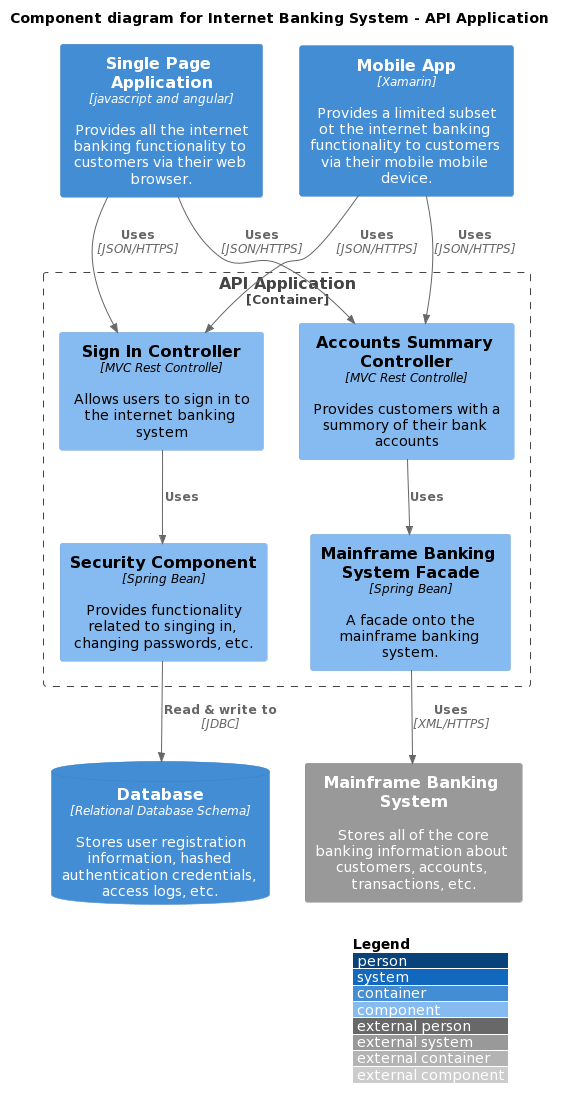 Component diagram for Internet Banking System - API Application
Single Page
Application
[javascript and angular]
Provides all the internet
banking functionality to
customers via their web
browser.
Mobile App
[Xamarin]
Provides a limited subset
ot the internet banking
functionality to customers
via their mobile mobile
device.
Uses
[JSON/HTTPS]
Uses
[JSON/HTTPS]
Uses
[JSON/HTTPS]
Uses
[JSON/HTTPS]
API Application
[Container]
Sign In Controller
[MVC Rest Controlle]
Allows users to sign in to
the internet banking
system
Accounts Summary
Controller
[MVC Rest Controlle]
Provides customers with a
summory of their bank
accounts
Uses
Uses
Security Component
[Spring Bean]
Provides functionality
related to singing in,
changing passwords, etc.
Mainframe Banking
System Facade
[Spring Bean]
A facade onto the
mainframe banking
system.
Read & write to
[JDBC]
Uses
[XML/HTTPS]
Database
[Relational Database Schema]
Stores user registration
information, hashed
authentication credentials,
access logs, etc.
Mainframe Banking
System
Stores all of the core
banking information about
customers, accounts,
transactions, etc.
Legend
person
system
container
component
external person
external system
external container
external component